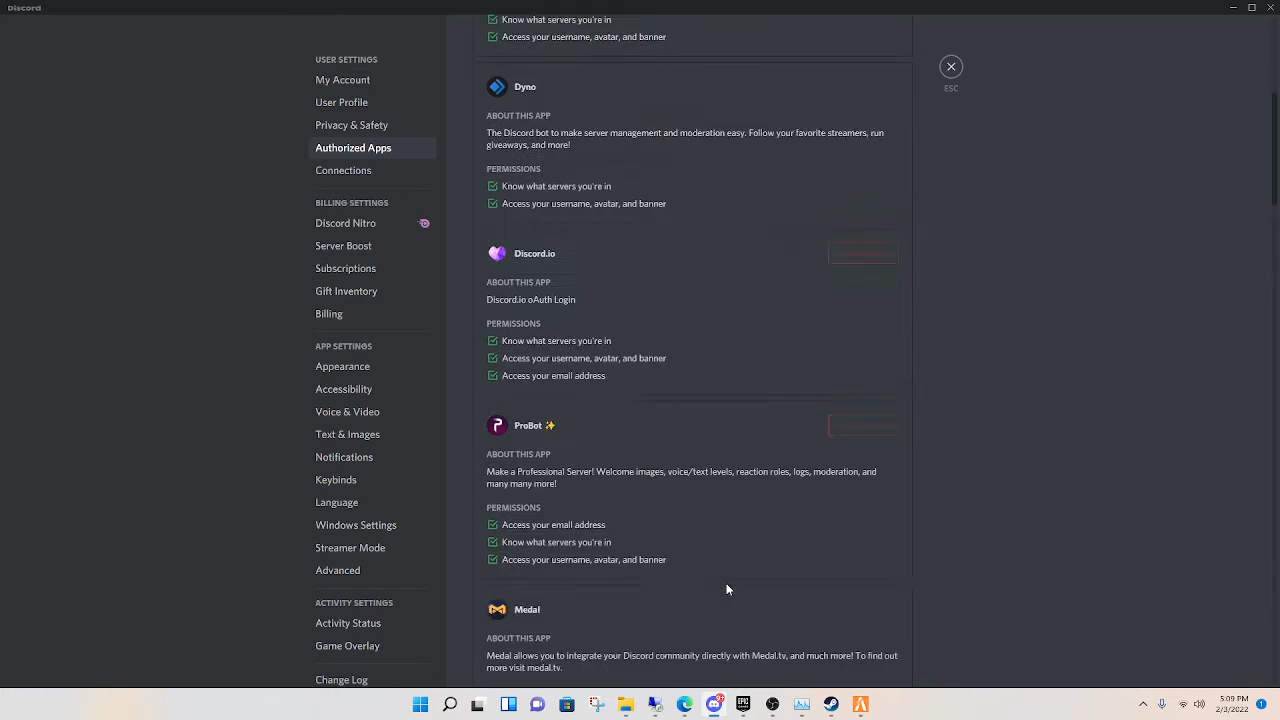 Discord
Know what servers you're in
Access your username, avatar, and banner
USER SETTINGS
My Account
User Profile
Privacy & Safety
Authorized Apps
Connections
BILLING SETTINGS
Discord Nitro
Server Boost
Subscriptions
Gift Inventory
Billing
APP SETTINGS
Appearance
Accessibility
Voice & Video
Text & Images
Notifications
Keybinds
Language
Windows Settings
Streamer Mode
Advanced
ACTIVITY SETTINGS
Activity Status
Game Overlay
Change Log
Dyno
ABOUT THIS APP
The Discord bot to make server management and moderation easy. Follow your favorite streamers, run
giveaways, and more!
PERMISSIONS
Know what servers you're in
Access your username, avatar, and banner
Discord.io
ABOUT THIS APP
Discord.io oAuth Login
PERMISSIONS
Know what servers you're in
Access your username, avatar, and banner
Access your email address
ProBot ✨
ABOUT THIS APP
Make a Professional Server! Welcome images, voice/text levels, reaction roles, logs, moderation, and
many many more!
PERMISSIONS
Access your email address
Know what servers you're in
Access your username, avatar, and banner
Medal
ABOUT THIS APP
Medal allows you to integrate your Discord community directly with Medal.tv, and much more! To find out
more visit medal.tv.
ESC
EPIC
5:09 PM
2/9/2022